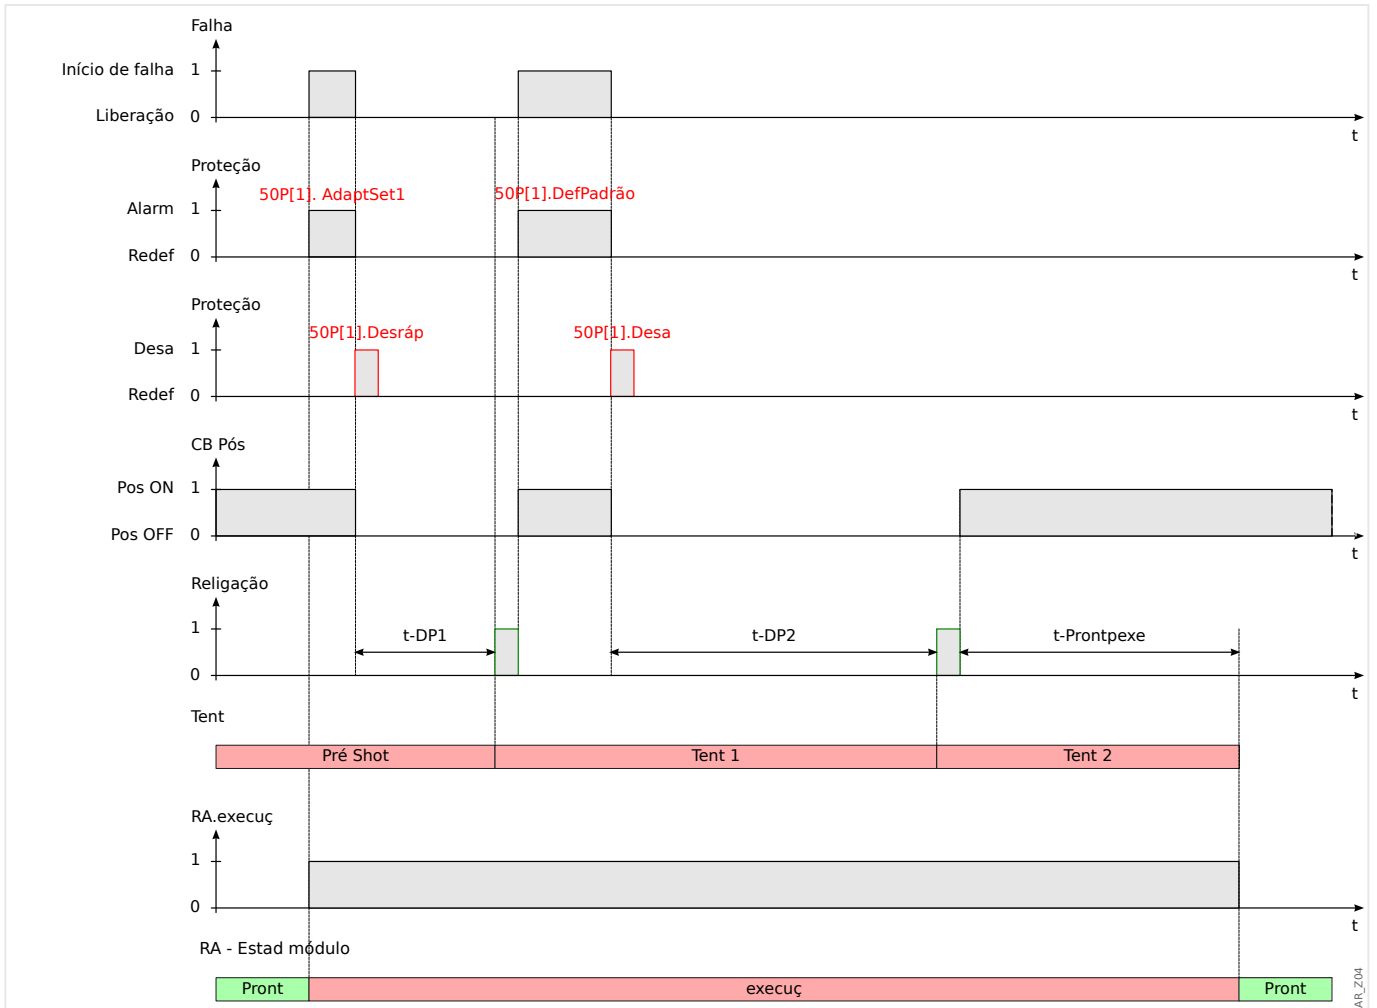 Falha
Início de falha 1
Liberação 0
t
Proteção
50P[1]. AdaptSet1 50P[1].DefPadrão
Alarm 1
Redef 0
t
Proteção
50P[1].Desráp 50P[1].Desa
Desa 1
Redef 0
t
CB Pós
Pos ON 1
Pos OFF 0
t
Religação
1 t-DP1 t-DP2 t-Prontpexe
0
t
Tent
Pré Shot Tent 1 Tent 2
RA.execuç
1
0
t
RA - Estad módulo
Pront execuç Pront
AR_Z04